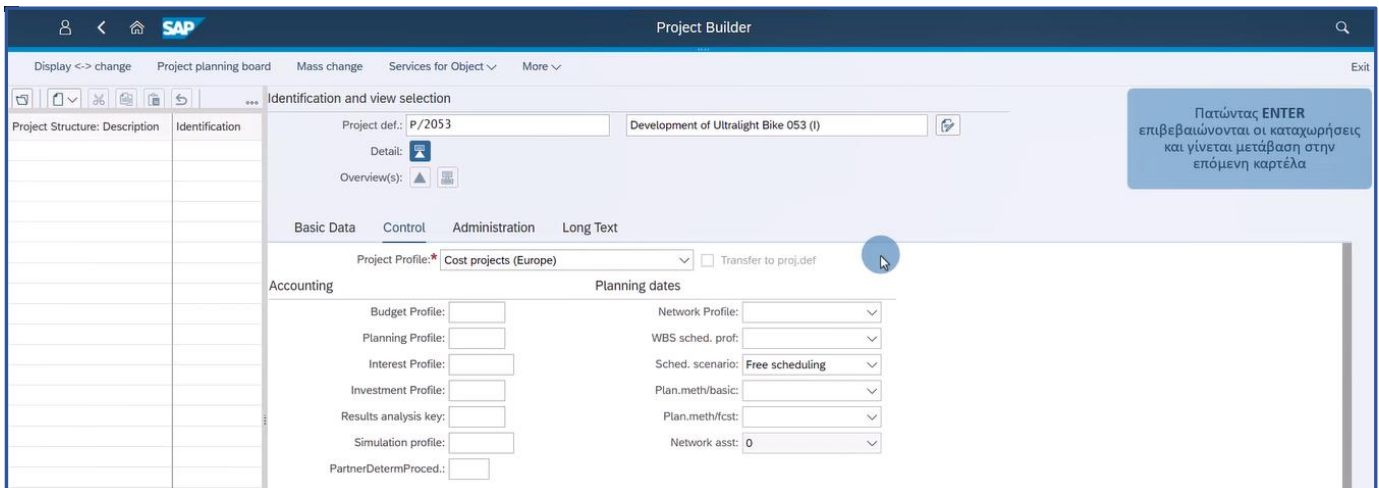 SAP
Project Builder
Display <-> change Project planning board Mass change Services for Object More Exit
Identification and view selection
Project Structure: Description Identification
Project def.: P/2053 Development of Ultralight Bike 053 (I)
Detail:
Overview(s):
Πατώντας ENTER
επιβεβαιώνονται οι καταχωρήσεις
και γίνεται μετάβαση στην
επόμενη καρτέλα
Basic Data Control Administration Long Text
Project Profile:* Cost projects (Europe) Transfer to proj.def
Accounting Planning dates
Budget Profile: Network Profile:
Planning Profile: WBS sched. prof:
Interest Profile: Sched. scenario: Free scheduling
Investment Profile: Plan.meth/basic:
Results analysis key: Plan.meth/fcst:
Simulation profile: Network asst: 0
PartnerDetermProced.: